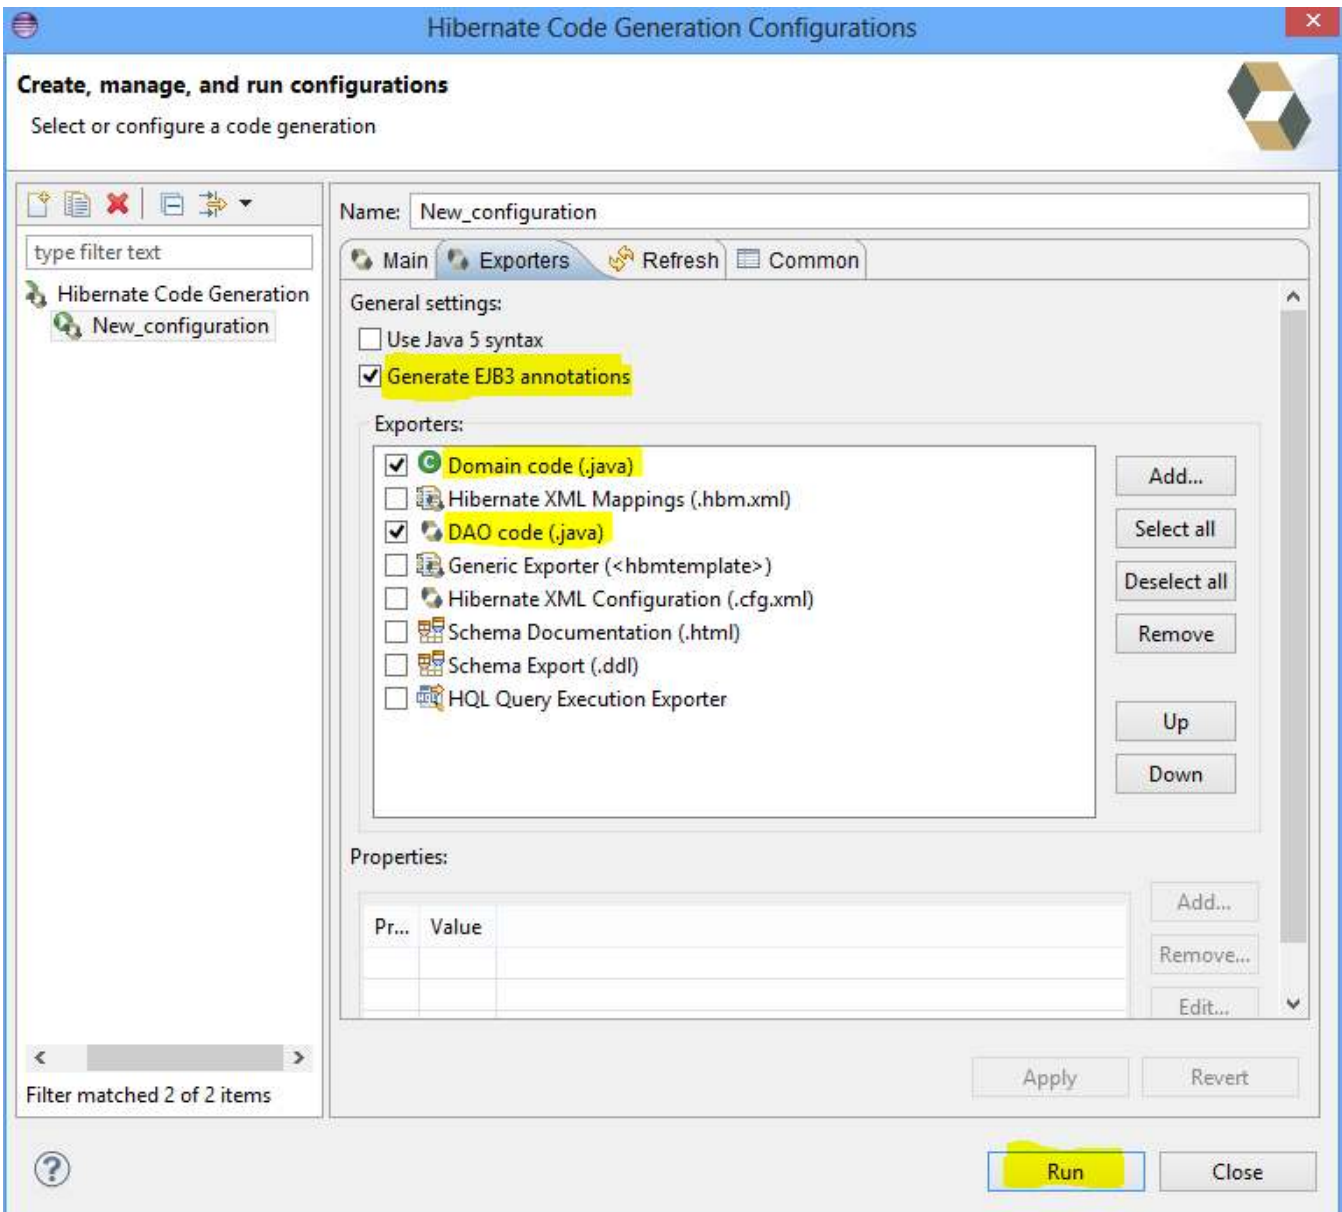 Hibernate Code Generation Configurations
Create, manage, and run configurations
Select or configure a code generation
type filter text
Hibernate Code Generation
New_configuration
Filter matched 2 of 2 items
Name: New_configuration
Main Exporters Refresh Common
General settings:
Use Java 5 syntax
Generate EJB3 annotations
Exporters:
Domain code (.java)
Hibernate XML Mappings (.hbm.xml)
DAO code (.java)
Generic Exporter (<hbmtemplate>)
Hibernate XML Configuration (.cfg.xml)
Schema Documentation (.html)
Schema Export (.ddl)
HQL Query Execution Exporter
Add...
Select all
Deselect all
Remove
Up
Down
Properties:
Pr... Value
Add...
Remove...
Edit...
Apply Revert
Run Close